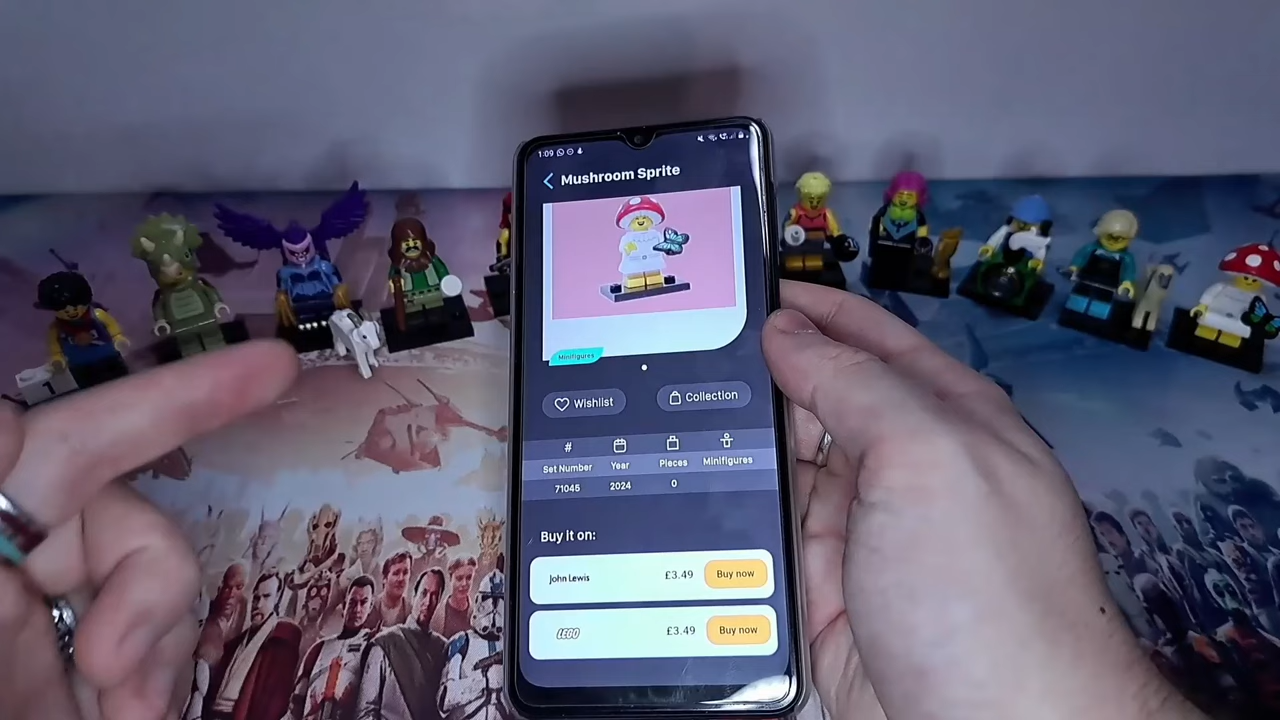 1:09
Mushroom Sprite
Minifigures
Wishlist
Collection
#
Set Number Year Pieces Minifigures
71045 2024 0
Buy it on:
John Lewis £3.49 Buy now
LEGO £3.49 Buy now
1